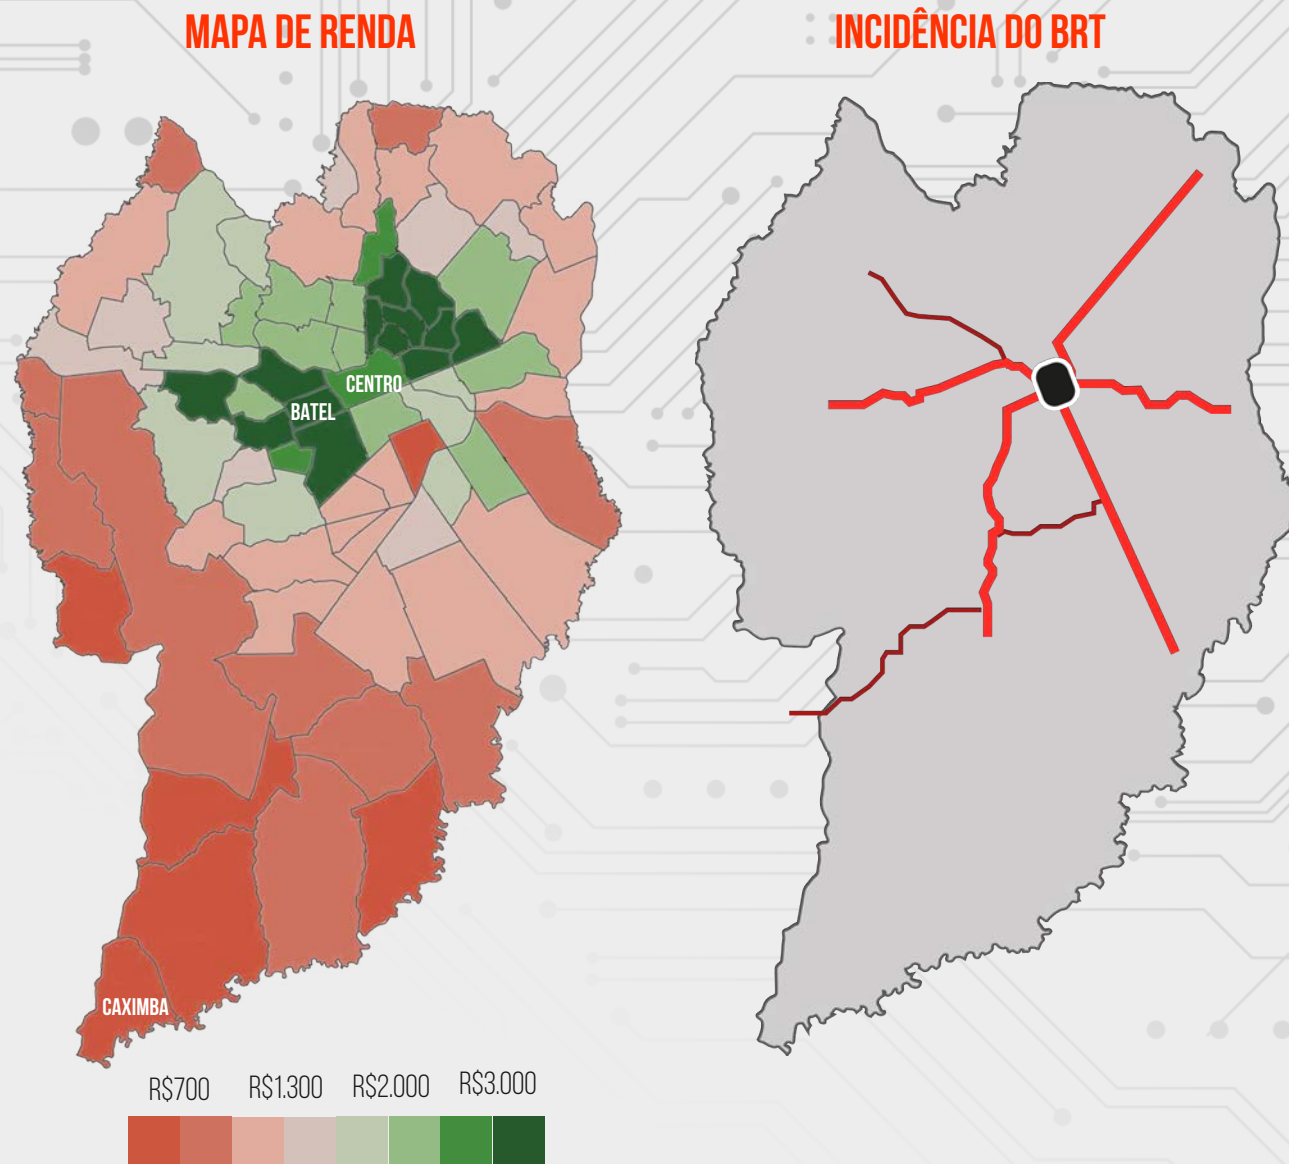 MAPA DE RENDA
INCIDÊNCIA DO BRT
CENTRO
BATEL
CAXIMBA
R$700 R$1.300 R$2.000 R$3.000